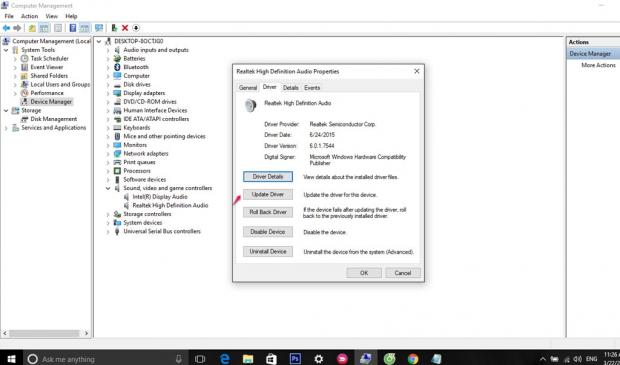 Computer Management
File Action View Help
Computer Management (Local
System Tools
Task Scheduler
Event Viewer
Shared Folders
Local Users and Groups
Performance
Device Manager
Storage
Disk Management
Services and Applications
Audio inputs and outputs
Batteries
Bluetooth
Computer
Disk drives
Display adapters
DVD/CD-ROM drives
Human Interface Devices
IDE ATA/ATAPI controllers
Keyboards
Mice and other pointing devices
Monitors
Network adapters
Print queues
Processors
Software devices
Sound, video and game controllers
Intel(R) Display Audio
Realtek High Definition Audio
Storage controllers
System devices
Universal Serial Bus controllers
Realtek High Definition Audio Properties
General Driver Details Events
Realtek High Definition Audio
Driver Provider: Realtek Semiconductor Corp.
Driver Date: 6/24/2015
Driver Version: 6.0.1.7544
Digital Signer: Microsoft Windows Hardware Compatibility
Publisher
Driver Details View details about the installed driver files.
Update Driver Update the driver for this device.
Roll Back Driver If the device fails after updating the driver, roll
back to the previously installed driver.
Disable Device Disable the device.
Uninstall Device Uninstall the device from the system (Advanced).
OK Cancel
Actions
Device Manager
More Actions
Ask me anything
Ps
ENG
11:26 A